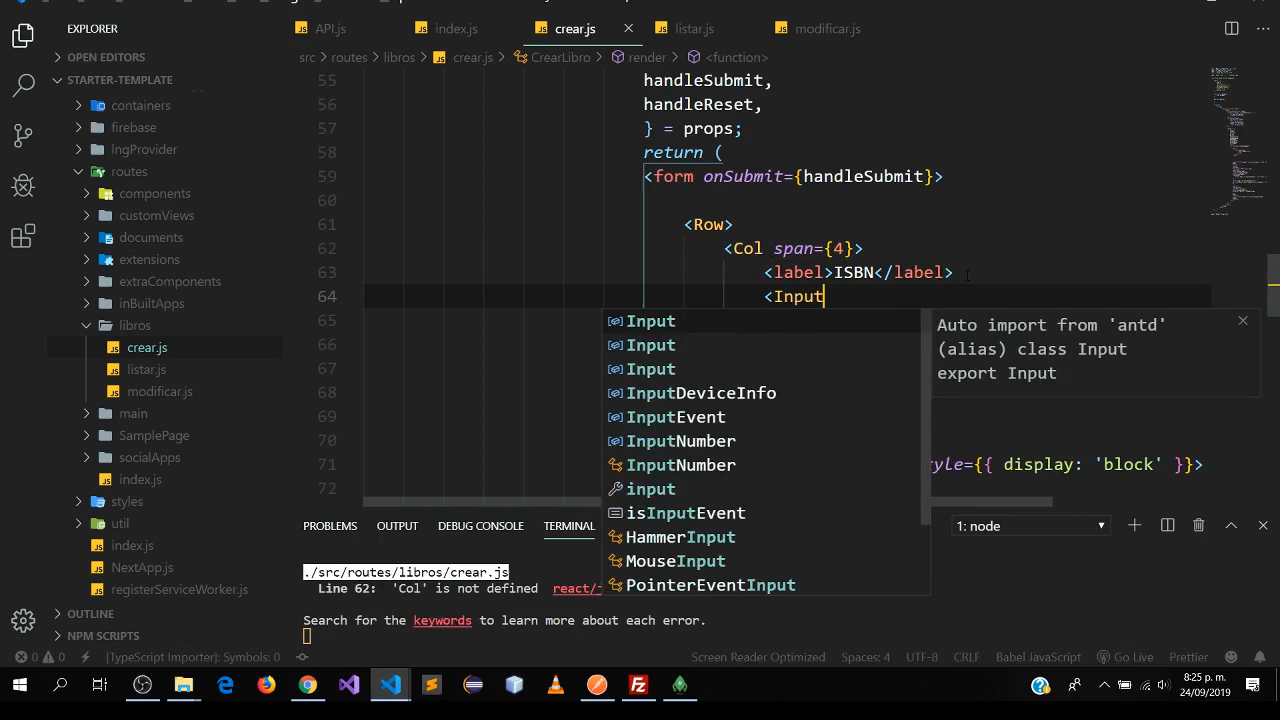 EXPLORER
API.js
index.js
crear.js
listar.js
modificar.js
OPEN EDITORS
src > routes > libros > crear.js > CrearLibro > render > <function>
STARTER-TEMPLATE
containers
firebase
lngProvider
routes
components
customViews
documents
extensions
extraComponents
inBuiltApps
libros
crear.js
listar.js
modificar.js
main
SamplePage
socialApps
index.js
styles
util
index.js
NextApp.js
registerServiceWorker.js
OUTLINE
NPM SCRIPTS
55 handleSubmit,
56 handleReset,
57 } = props;
58 return (
59 <form onSubmit={handleSubmit}>
60
61 <Row>
62 <Col span={4}>
63 <label>ISBN</label>
64 <Input
65
66
67
68
69
70
71 tyle={{ display: 'block' }}>
72
Input
Input
Input
InputDeviceInfo
InputEvent
InputNumber
InputNumber
input
isInputEvent
HammerInput
MouseInput
PointerEventInput
Auto import from 'antd'
(alias) class Input
export Input
PROBLEMS OUTPUT DEBUG CONSOLE TERMINAL 1: node
./src/routes/libros/crear.js
Line 62: 'Col' is not defined react/
Search for the keywords to learn more about each error.
0 0 [TypeScript Importer]: Symbols: 0 Screen Reader Optimized Spaces: 4 UTF-8 CRLF Babel JavaScript Go Live Prettier
8:25 p. m.
24/09/2019